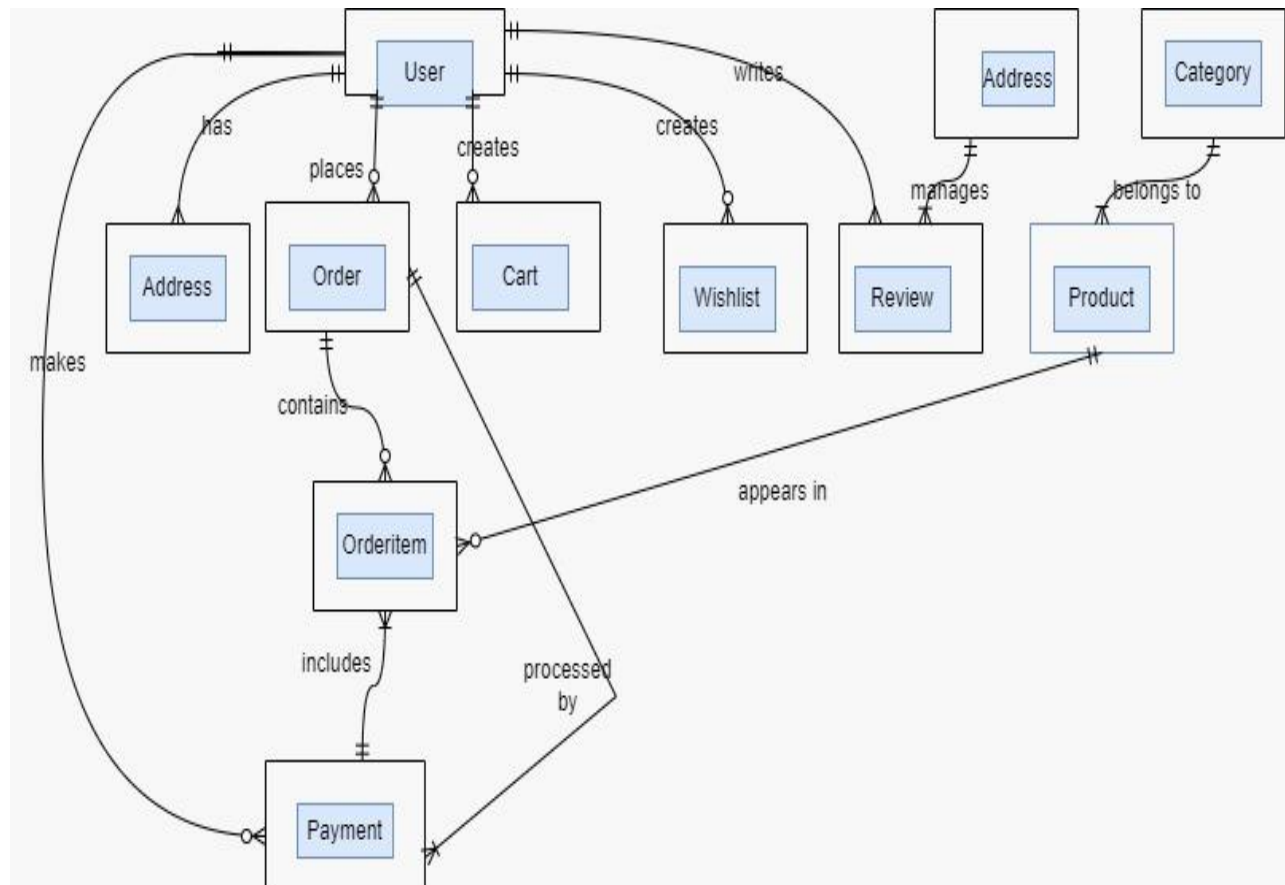 User
Address
Category
writes
has
creates
creates
places
manages
belongs to
Address
Order
Cart
Wishlist
Review
Product
makes
contains
appears in
Orderitem
includes
processed
by
Payment